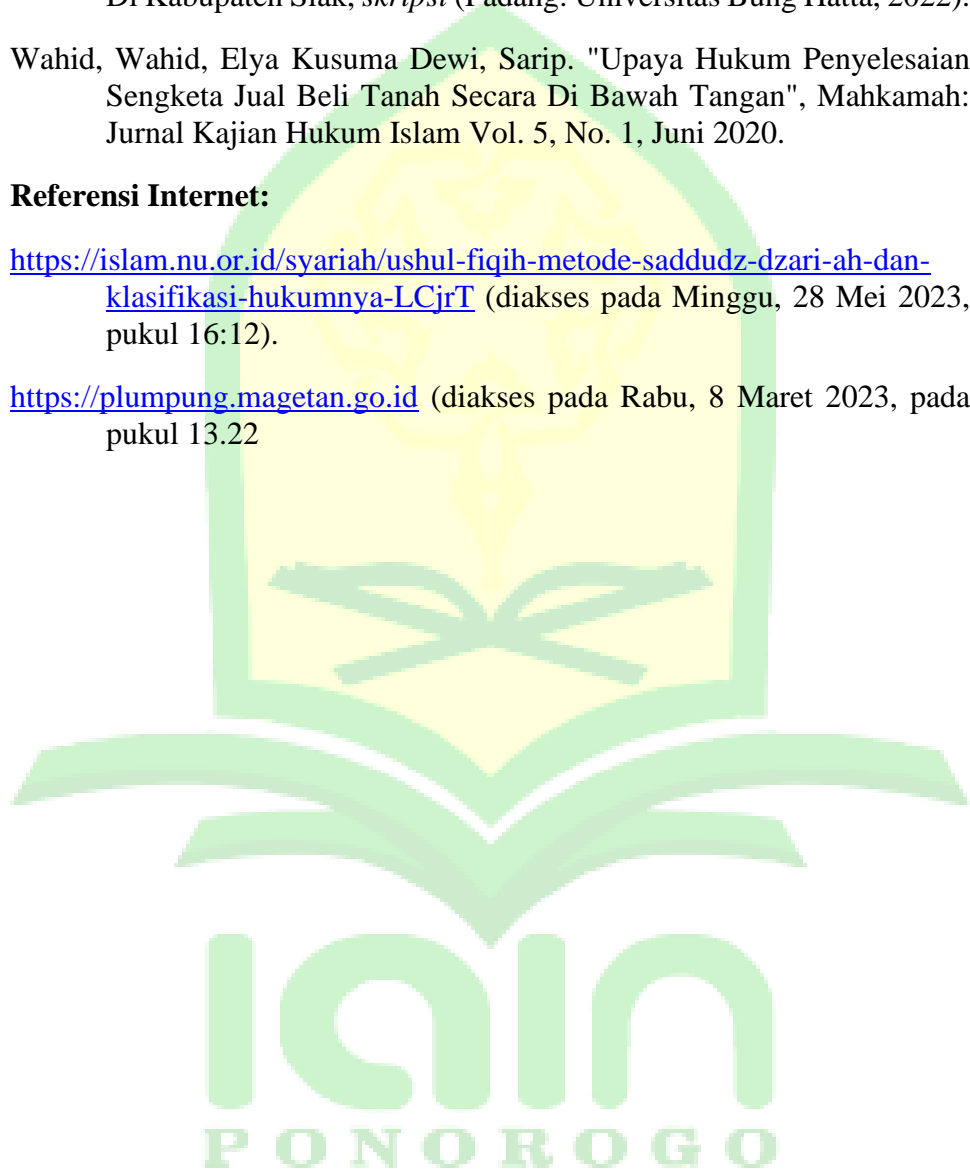 Di Kabupaten Siak, skripsi (Padang: Universitas Bung Hatta, 2022).
Wahid, Wahid, Elya Kusuma Dewi, Sarip. "Upaya Hukum Penyelesaian
Sengketa Jual Beli Tanah Secara Di Bawah Tangan", Mahkamah:
Jurnal Kajian Hukum Islam Vol. 5, No. 1, Juni 2020.
Referensi Internet:
https://islam.nu.or.id/syariah/ushul-fiqih-metode-saddudz-dzari-ah-dan-
klasifikasi-hukumnya-LCjrT (diakses pada Minggu, 28 Mei 2023,
pukul 16:12).
https://plumpung.magetan.go.id (diakses pada Rabu, 8 Maret 2023, pada
pukul 13.22
iain
PONOROGO